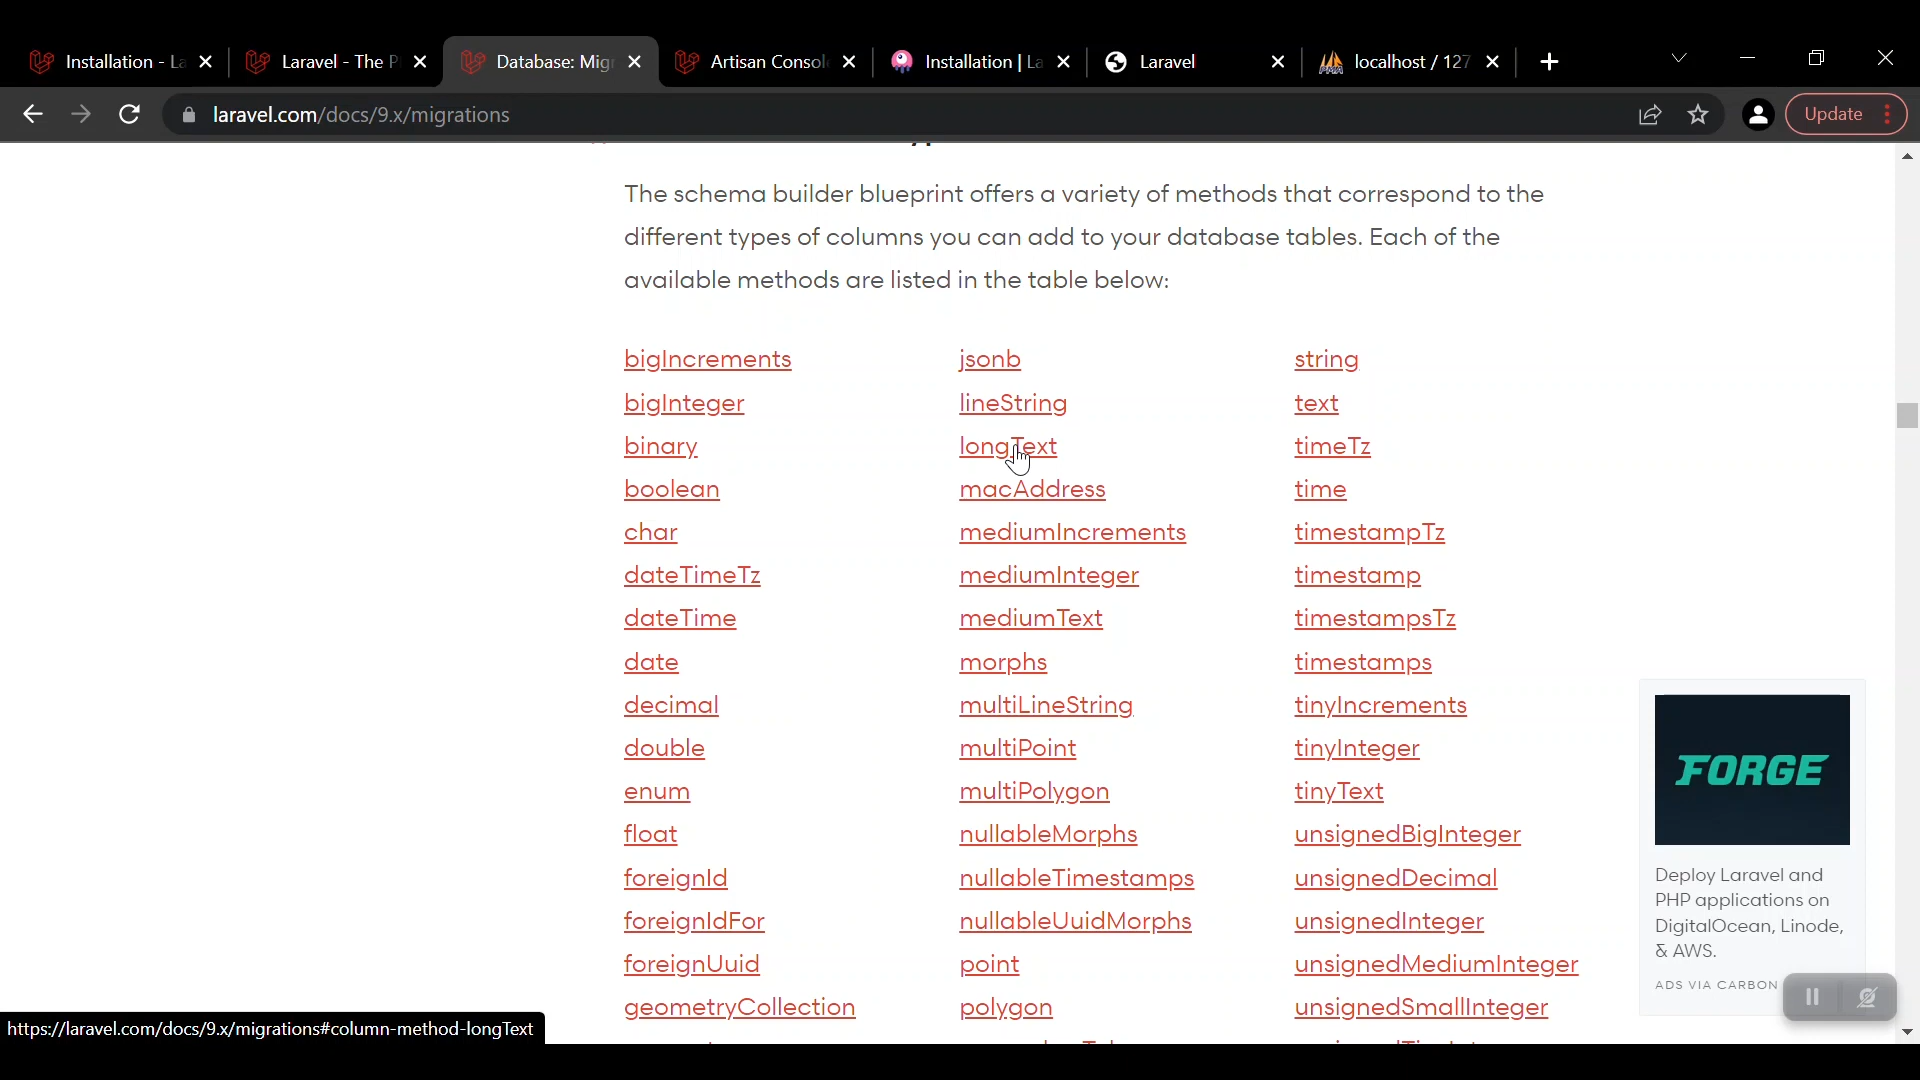 Installation - La
Laravel - The P
Database: Migr
Artisan Consol
Installation | La
Laravel
localhost / 127
laravel.com/docs/9.x/migrations
Update
The schema builder blueprint offers a variety of methods that correspond to the
different types of columns you can add to your database tables. Each of the
available methods are listed in the table below:
bigIncrements
bigInteger
binary
boolean
char
dateTimeTz
dateTime
date
decimal
double
enum
float
foreignId
foreignIdFor
foreignUuid
geometryCollection
jsonb
lineString
longText
macAddress
mediumIncrements
mediumInteger
mediumText
morphs
multiLineString
multiPoint
multiPolygon
nullableMorphs
nullableTimestamps
nullableUuidMorphs
point
polygon
string
text
timeTz
time
timestampTz
timestamp
timestampsTz
timestamps
tinyIncrements
tinyInteger
tinyText
unsignedBigInteger
unsignedDecimal
unsignedInteger
unsignedMediumInteger
unsignedSmallInteger
FORGE
Deploy Laravel and
PHP applications on
DigitalOcean, Linode,
& AWS.
ADS VIA CARBON
https://laravel.com/docs/9.x/migrations#column-method-longText